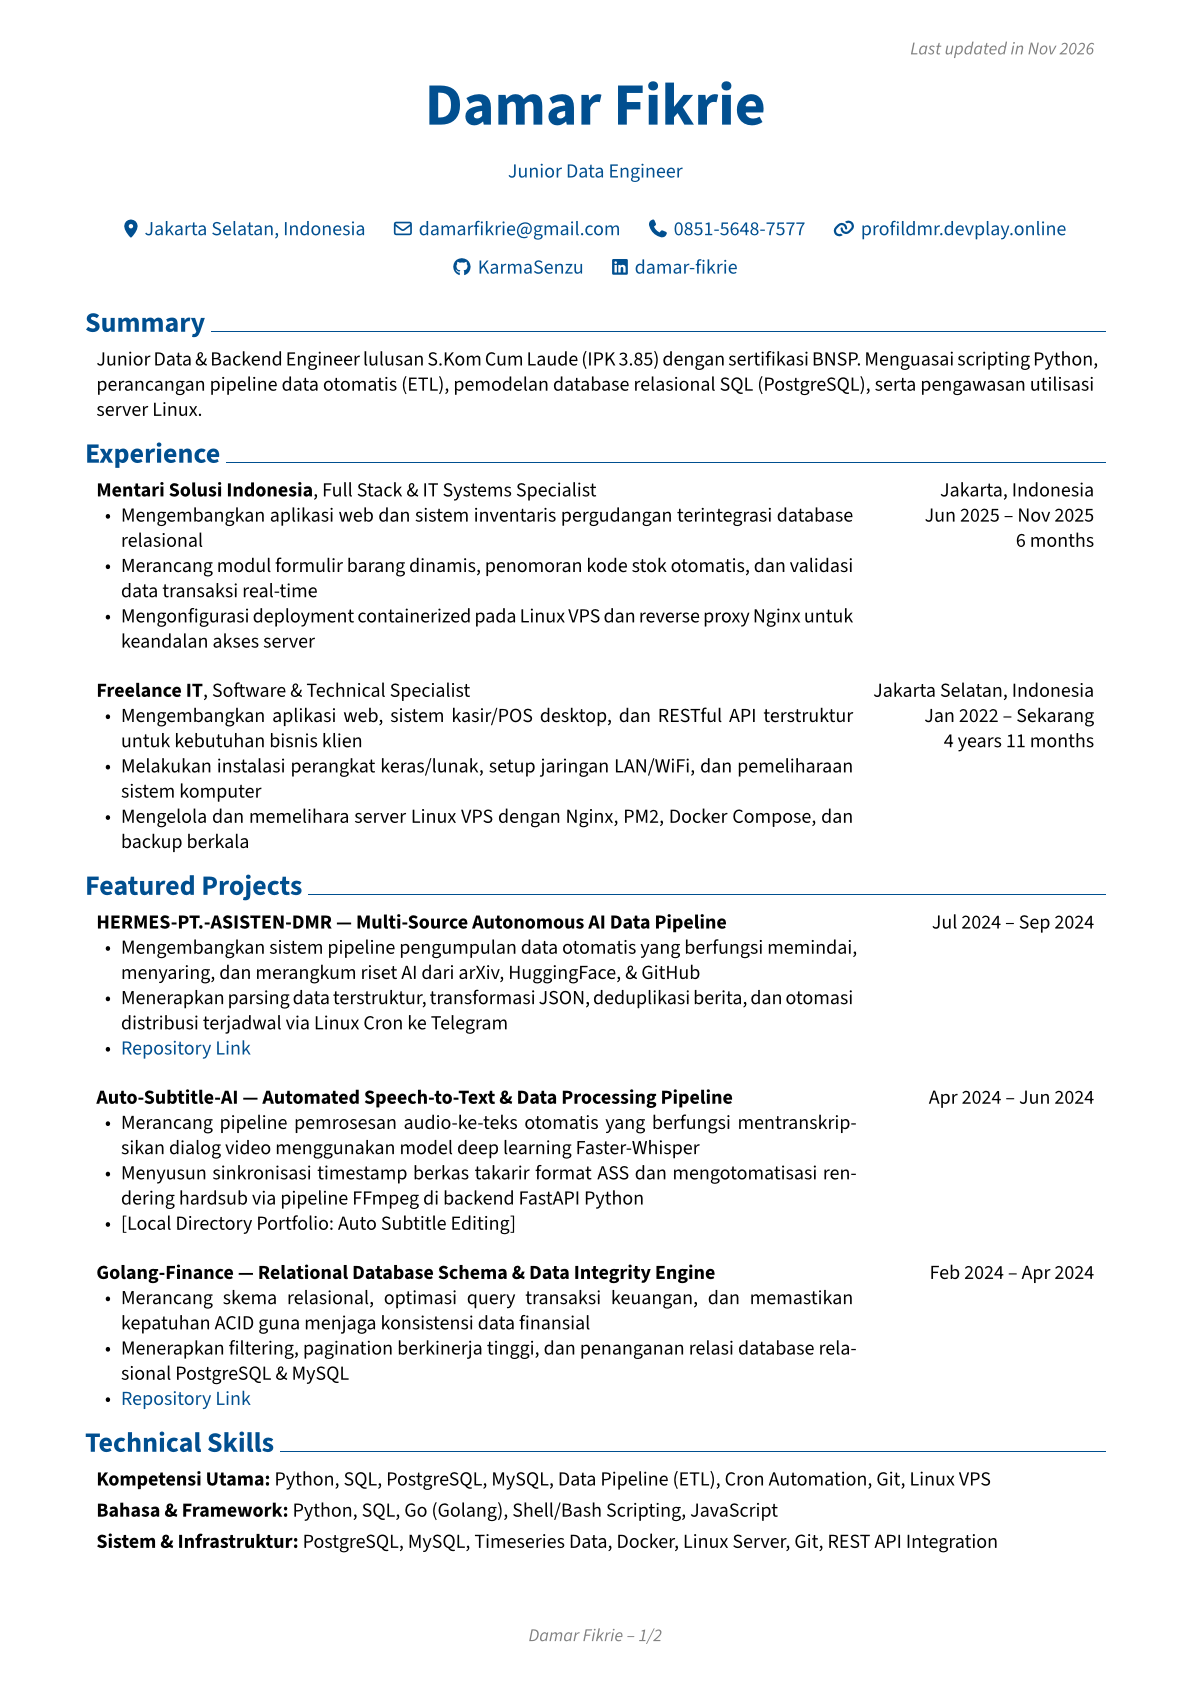 Last updated in Nov 2026
Damar Fikrie
Junior Data Engineer
Jakarta Selatan, Indonesia damarfikrie@gmail.com 0851-5648-7577 profildmr.devplay.online
KarmaSenzu damar-fikrie
Summary
Junior Data & Backend Engineer lulusan S.Kom Cum Laude (IPK 3.85) dengan sertifikasi BNSP. Menguasai scripting Python,
perancangan pipeline data otomatis (ETL), pemodelan database relasional SQL (PostgreSQL), serta pengawasan utilisasi
server Linux.
Experience
Mentari Solusi Indonesia, Full Stack & IT Systems Specialist Jakarta, Indonesia
• Mengembangkan aplikasi web dan sistem inventaris pergudangan terintegrasi database Jun 2025 – Nov 2025
relasional 6 months
• Merancang modul formulir barang dinamis, penomoran kode stok otomatis, dan validasi
data transaksi real-time
• Mengonfigurasi deployment containerized pada Linux VPS dan reverse proxy Nginx untuk
keandalan akses server
Freelance IT, Software & Technical Specialist Jakarta Selatan, Indonesia
• Mengembangkan aplikasi web, sistem kasir/POS desktop, dan RESTful API terstruktur Jan 2022 – Sekarang
untuk kebutuhan bisnis klien 4 years 11 months
• Melakukan instalasi perangkat keras/lunak, setup jaringan LAN/WiFi, dan pemeliharaan
sistem komputer
• Mengelola dan memelihara server Linux VPS dengan Nginx, PM2, Docker Compose, dan
backup berkala
Featured Projects
HERMES-PT.-ASISTEN-DMR — Multi-Source Autonomous AI Data Pipeline Jul 2024 – Sep 2024
• Mengembangkan sistem pipeline pengumpulan data otomatis yang berfungsi memindai,
menyaring, dan merangkum riset AI dari arXiv, HuggingFace, & GitHub
• Menerapkan parsing data terstruktur, transformasi JSON, deduplikasi berita, dan otomasi
distribusi terjadwal via Linux Cron ke Telegram
• Repository Link
Auto-Subtitle-AI — Automated Speech-to-Text & Data Processing Pipeline Apr 2024 – Jun 2024
• Merancang pipeline pemrosesan audio-ke-teks otomatis yang berfungsi mentranskrip-
sikan dialog video menggunakan model deep learning Faster-Whisper
• Menyusun sinkronisasi timestamp berkas takarir format ASS dan mengotomatisasi ren-
dering hardsub via pipeline FFmpeg di backend FastAPI Python
• [Local Directory Portfolio: Auto Subtitle Editing]
Golang-Finance — Relational Database Schema & Data Integrity Engine Feb 2024 – Apr 2024
• Merancang skema relasional, optimasi query transaksi keuangan, dan memastikan
kepatuhan ACID guna menjaga konsistensi data finansial
• Menerapkan filtering, pagination berkinerja tinggi, dan penanganan relasi database rela-
sional PostgreSQL & MySQL
• Repository Link
Technical Skills
Kompetensi Utama: Python, SQL, PostgreSQL, MySQL, Data Pipeline (ETL), Cron Automation, Git, Linux VPS
Bahasa & Framework: Python, SQL, Go (Golang), Shell/Bash Scripting, JavaScript
Sistem & Infrastruktur: PostgreSQL, MySQL, Timeseries Data, Docker, Linux Server, Git, REST API Integration
Damar Fikrie – 1/2